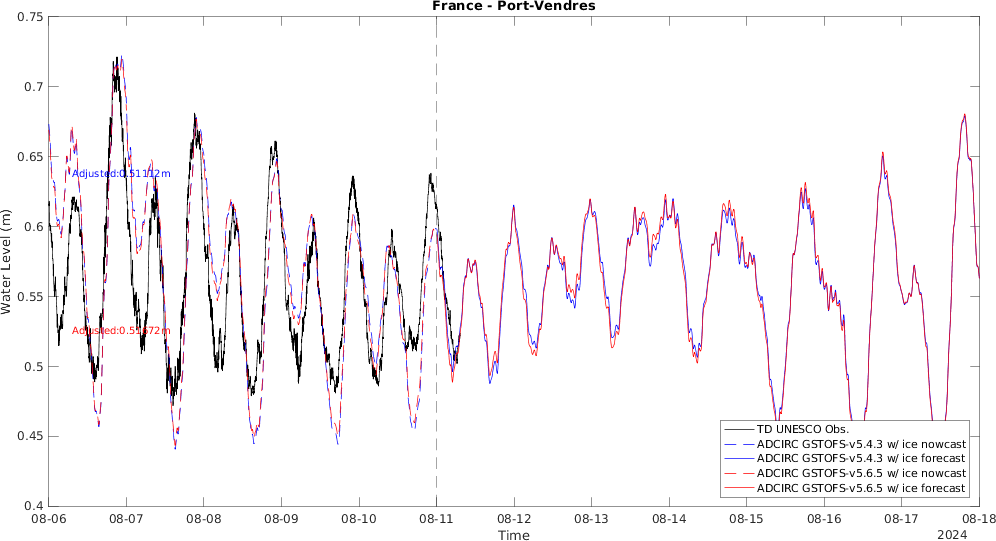 France - Port-Vendres
0.75
0.7
0.65
0.6
0.55
0.5
0.45
0.4
Water Level (m)
Adjusted:0.51112m
Adjusted:0.51672m
TD UNESCO Obs.
ADCIRC GSTOFS-v5.4.3 w/ ice nowcast
ADCIRC GSTOFS-v5.4.3 w/ ice forecast
ADCIRC GSTOFS-v5.6.5 w/ ice nowcast
ADCIRC GSTOFS-v5.6.5 w/ ice forecast
08-06 08-07 08-08 08-09 08-10 08-11 08-12 08-13 08-14 08-15 08-16 08-17 08-18
Time
2024